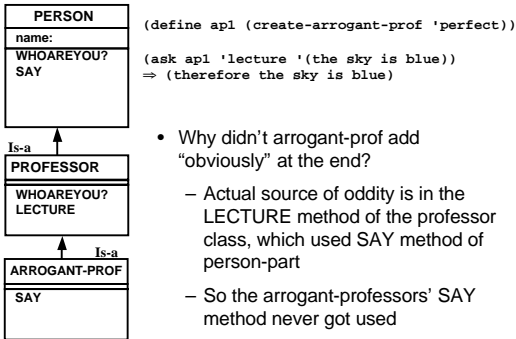 PERSON
name:
WHOAREYOU?
SAY
Is-a
PROFESSOR
WHOAREYOU?
LECTURE
Is-a
ARROGANT-PROF
SAY
(define ap1 (create-arrogant-prof 'perfect))
(ask ap1 'lecture '(the sky is blue))
⇒ (therefore the sky is blue)
• Why didn’t arrogant-prof add
“obviously” at the end?
– Actual source of oddity is in the
LECTURE method of the professor
class, which used SAY method of
person-part
– So the arrogant-professors’ SAY
method never got used